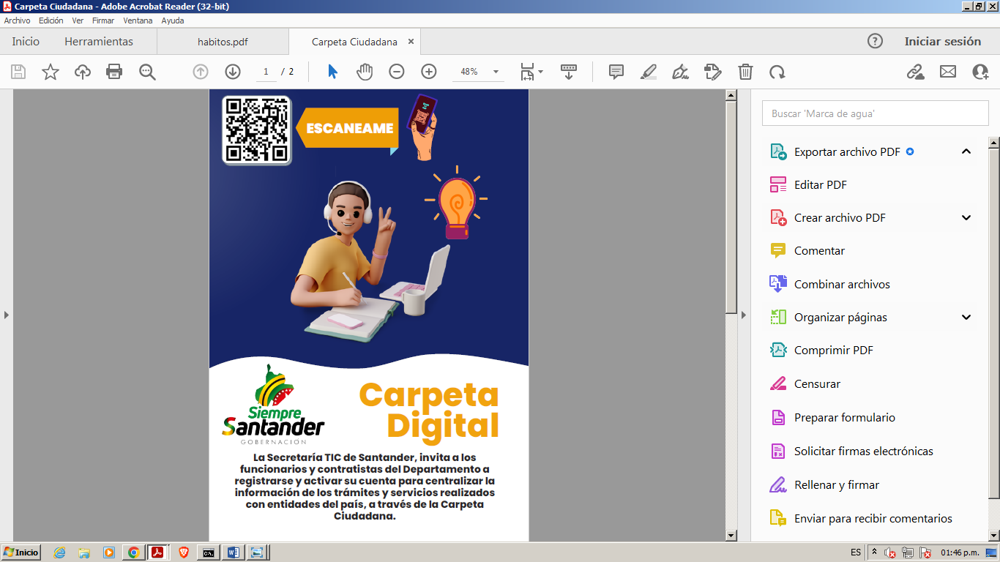 Carpeta Ciudadana - Adobe Acrobat Reader (32-bit)
Archivo Edición Ver Firmar Ventana Ayuda
Inicio Herramientas habitos.pdf Carpeta Ciudadana × ? Iniciar sesión
1 / 2 48%
ESCANEAME
Siempre
Santander
GOBERNACIÓN
Carpeta
Digital
La Secretaría TIC de Santander, invita a los
funcionarios y contratistas del Departamento a
registrarse y activar su cuenta para centralizar la
información de los trámites y servicios realizados
con entidades del país, a través de la Carpeta
Ciudadana.
Buscar 'Marca de agua'
Exportar archivo PDF
Editar PDF
Crear archivo PDF
Comentar
Combinar archivos
Organizar páginas
Comprimir PDF
Censurar
Preparar formulario
Solicitar firmas electrónicas
Rellenar y firmar
Enviar para recibir comentarios
Inicio ES 01:46 p.m.